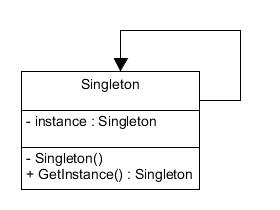 Singleton
- instance : Singleton
- Singleton()
+ GetInstance() : Singleton